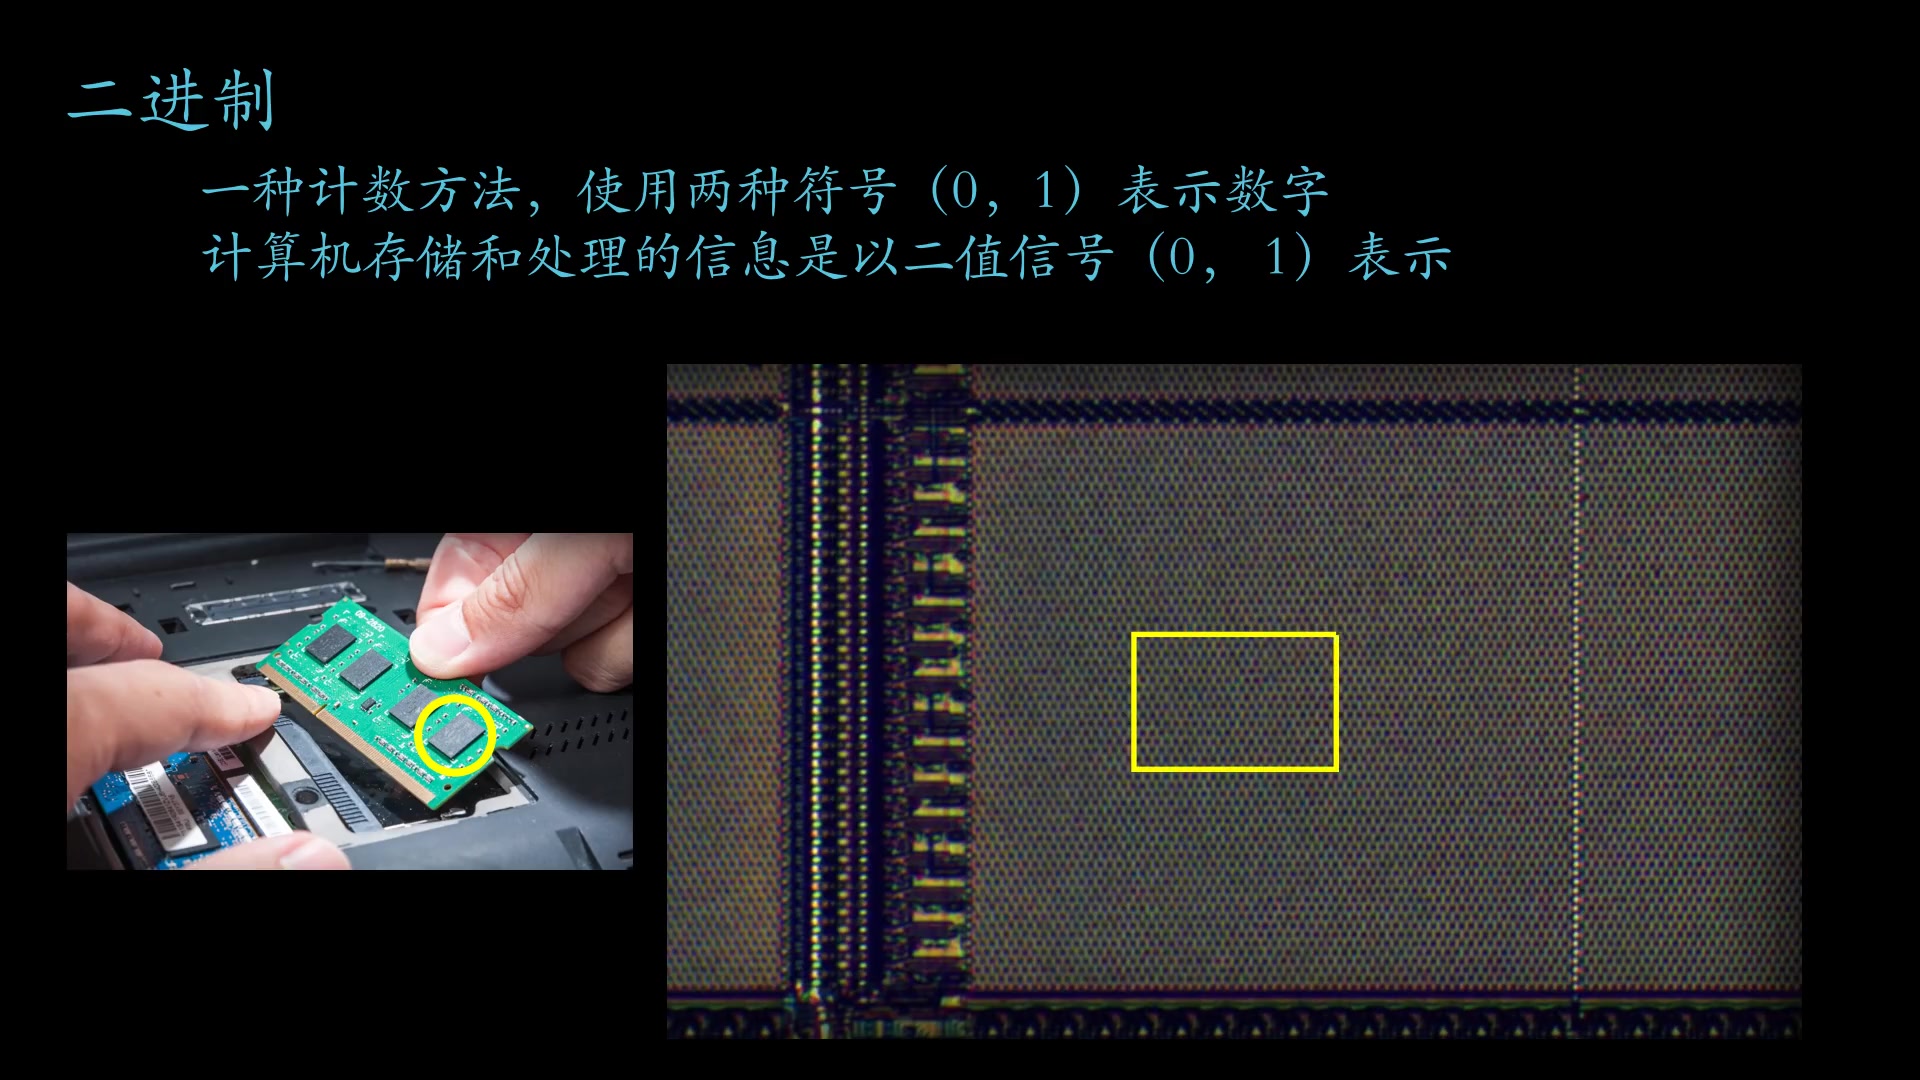 二进制
一种计数方法，使用两种符号（0，1）表示数字
计算机存储和处理的信息是以二值信号（0， 1）表示